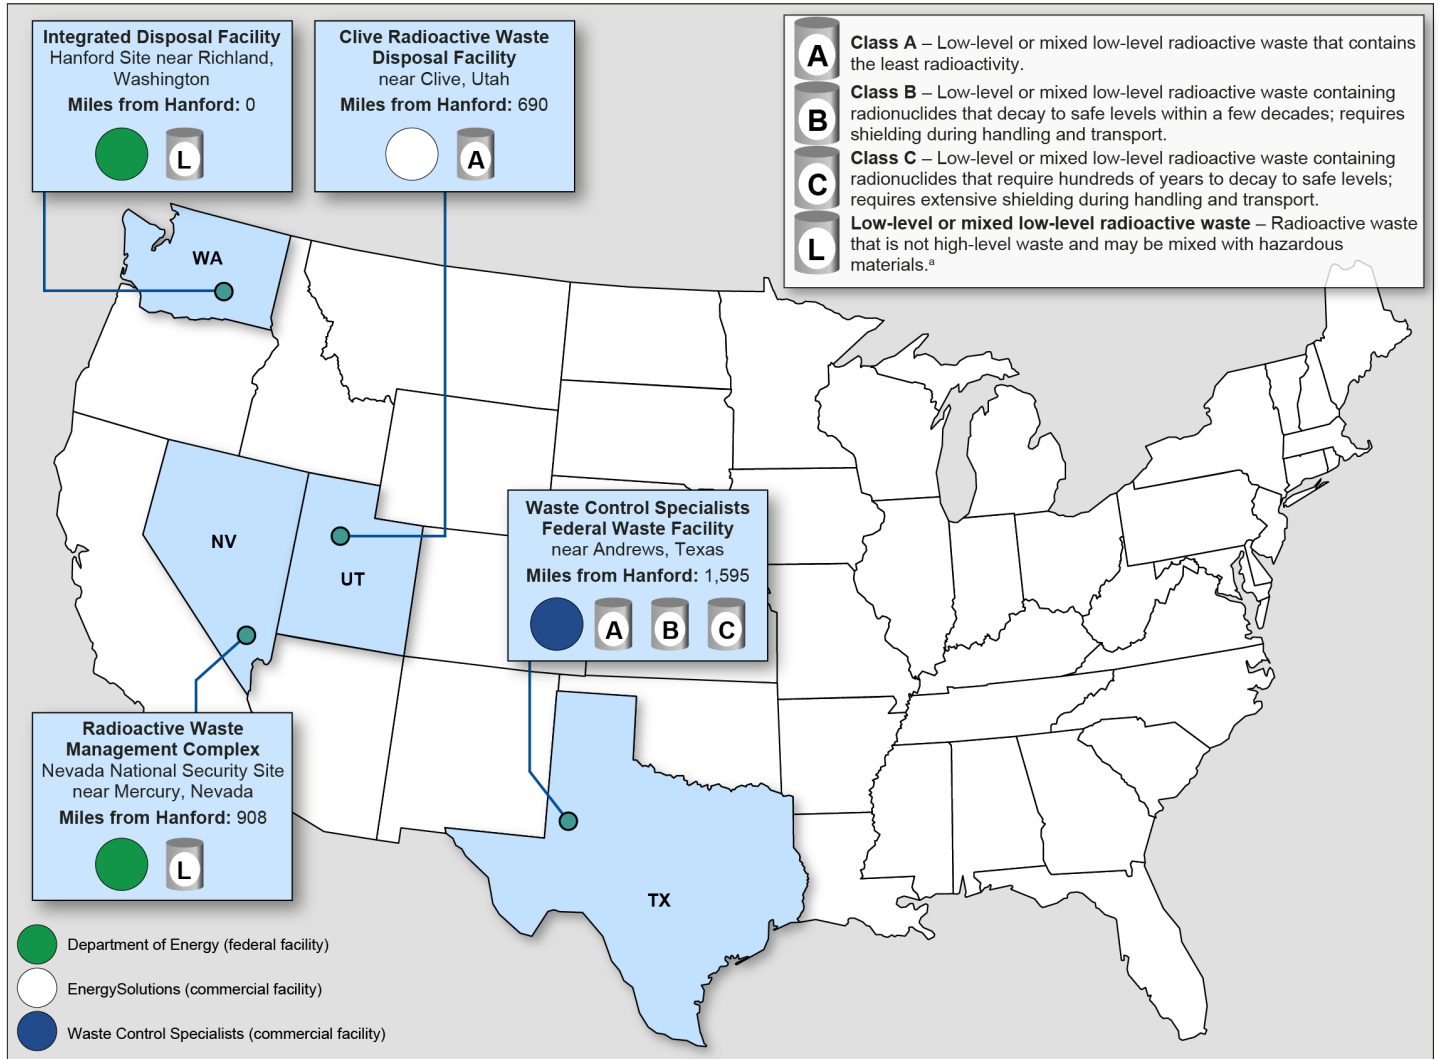 Integrated Disposal Facility
Hanford Site near Richland,
Washington
Miles from Hanford: 0
L
Clive Radioactive Waste
Disposal Facility
near Clive, Utah
Miles from Hanford: 690
A
A
Class A – Low-level or mixed low-level radioactive waste that contains
the least radioactivity.
B
Class B – Low-level or mixed low-level radioactive waste containing
radionuclides that decay to safe levels within a few decades; requires
shielding during handling and transport.
C
Class C – Low-level or mixed low-level radioactive waste containing
radionuclides that require hundreds of years to decay to safe levels;
requires extensive shielding during handling and transport.
L
Low-level or mixed low-level radioactive waste – Radioactive waste
that is not high-level waste and may be mixed with hazardous
materials.ᵃ
WA
NV
UT
Waste Control Specialists
Federal Waste Facility
near Andrews, Texas
Miles from Hanford: 1,595
A B C
Radioactive Waste
Management Complex
Nevada National Security Site
near Mercury, Nevada
Miles from Hanford: 908
L
TX
Department of Energy (federal facility)
EnergySolutions (commercial facility)
Waste Control Specialists (commercial facility)